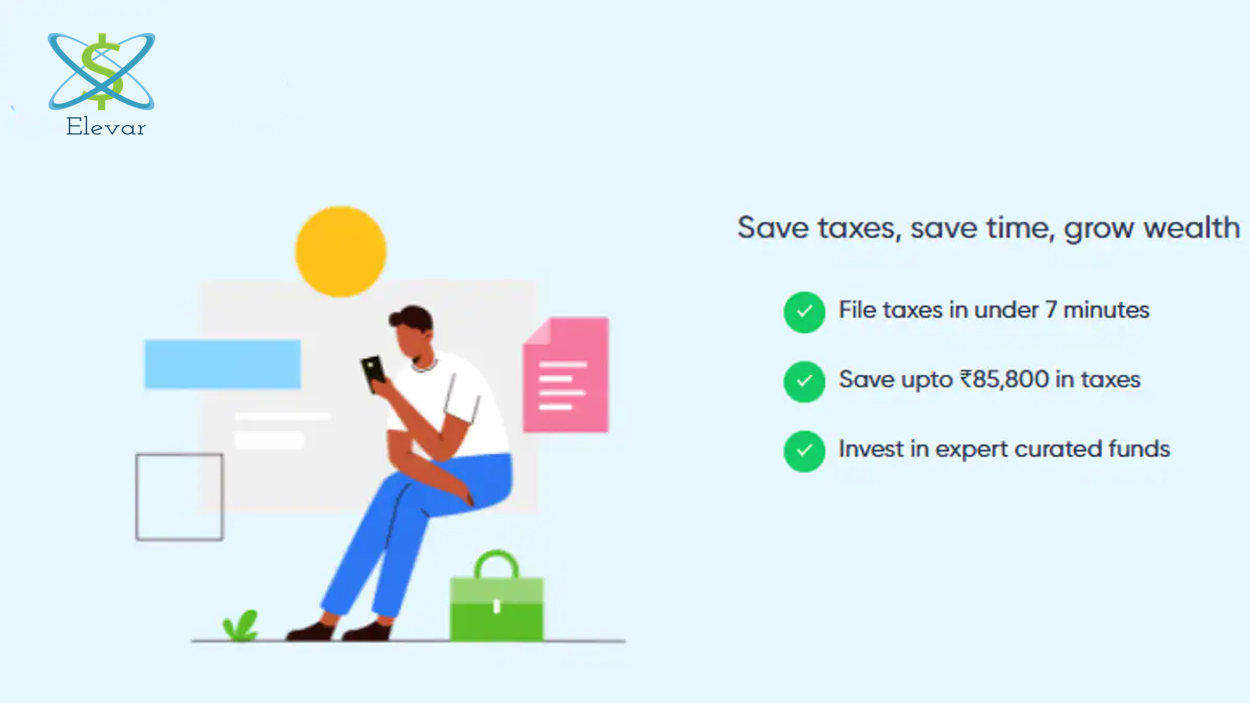 Elevar
Save taxes, save time, grow wealth
File taxes in under 7 minutes
Save upto ₹85,800 in taxes
Invest in expert curated funds